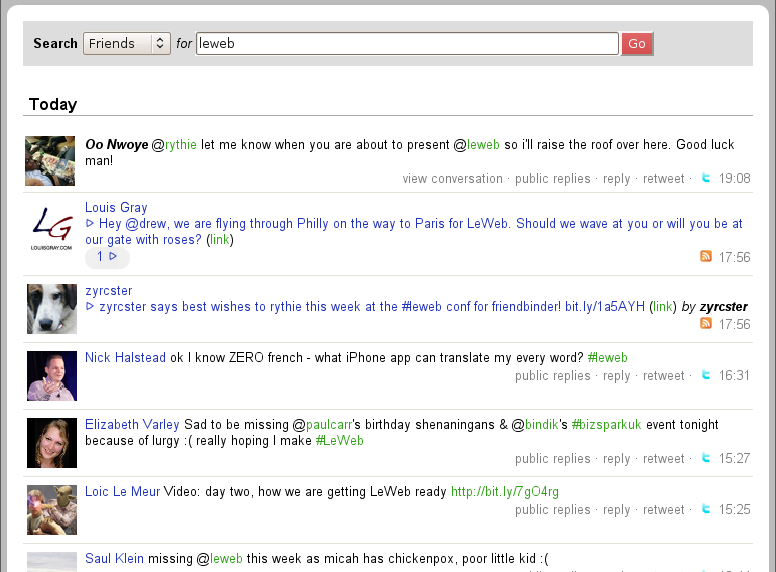 Search Friends for leweb Go
Today
Oo Nwoye @rythie let me know when you are about to present @leweb so i'll raise the roof over here. Good luck
man!
view conversation · public replies · reply · retweet · 19:08
LG
LOUISGRAY.COM
Louis Gray
Hey @drew, we are flying through Philly on the way to Paris for LeWeb. Should we wave at you or will you be at
our gate with roses? (link)
1
17:56
zyrcster
zyrcster says best wishes to rythie this week at the #leweb conf for friendbinder! bit.ly/1a5AYH (link) by zyrcster
17:56
Nick Halstead ok I know ZERO french - what iPhone app can translate my every word? #leweb
public replies · reply · retweet · 16:31
Elizabeth Varley Sad to be missing @paulcarr's birthday shenaningans & @bindik's #bizsparkuk event tonight
because of lurgy :( really hoping I make #LeWeb
public replies · reply · retweet · 15:27
Loic Le Meur Video: day two, how we are getting LeWeb ready http://bit.ly/7gO4rg
public replies · reply · retweet · 15:25
Saul Klein missing @leweb this week as micah has chickenpox, poor little kid :(